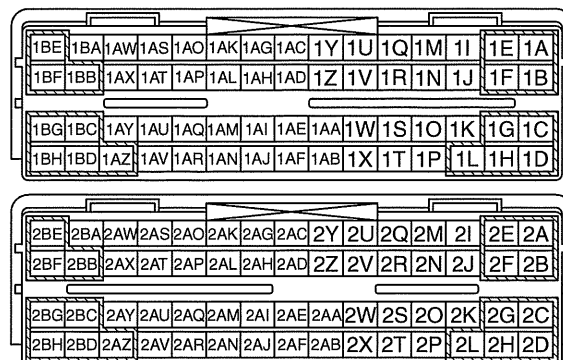 1BE 1BA 1AW 1AS 1AO 1AK 1AG 1AC 1Y 1U 1Q 1M 1I 1E 1A
1BF 1BB 1AX 1AT 1AP 1AL 1AH 1AD 1Z 1V 1R 1N 1J 1F 1B
1BG 1BC 1AY 1AU 1AQ 1AM 1AI 1AE 1AA 1W 1S 1O 1K 1G 1C
1BH 1BD 1AZ 1AV 1AR 1AN 1AJ 1AF 1AB 1X 1T 1P 1L 1H 1D
2BE 2BA 2AW 2AS 2AO 2AK 2AG 2AC 2Y 2U 2Q 2M 2I 2E 2A
2BF 2BB 2AX 2AT 2AP 2AL 2AH 2AD 2Z 2V 2R 2N 2J 2F 2B
2BG 2BC 2AY 2AU 2AQ 2AM 2AI 2AE 2AA 2W 2S 2O 2K 2G 2C
2BH 2BD 2AZ 2AV 2AR 2AN 2AJ 2AF 2AB 2X 2T 2P 2L 2H 2D